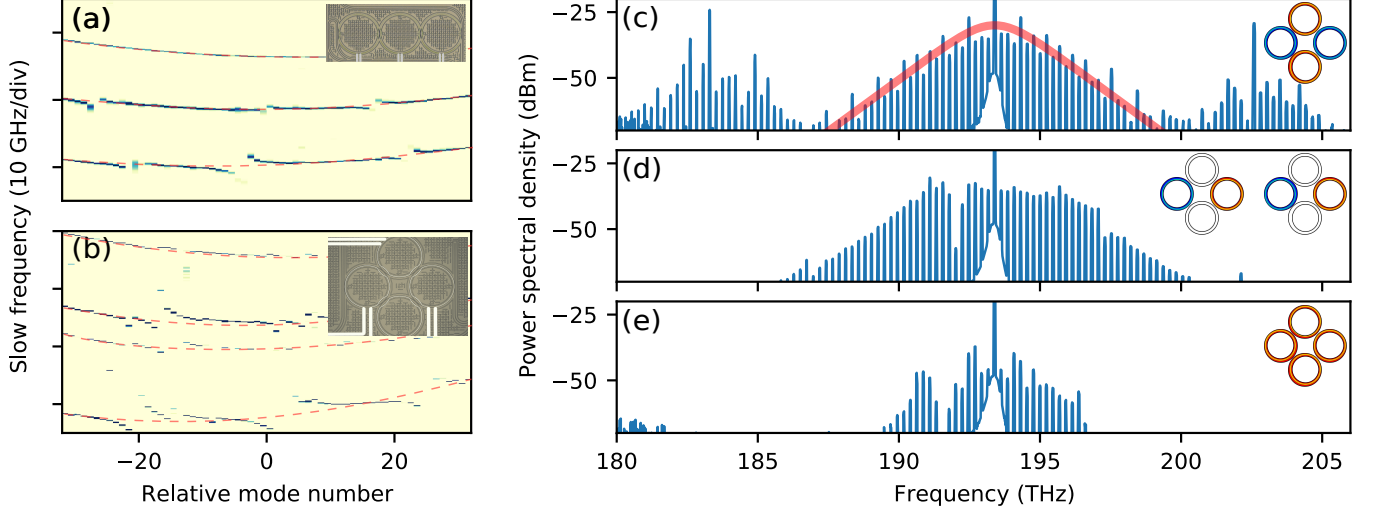 (a)
(b)
Slow frequency (10 GHz/div)
−20
0
20
Relative mode number
(c)
−25
−50
(d)
−25
−50
(e)
−25
−50
Power spectral density (dBm)
180
185
190
195
200
205
Frequency (THz)